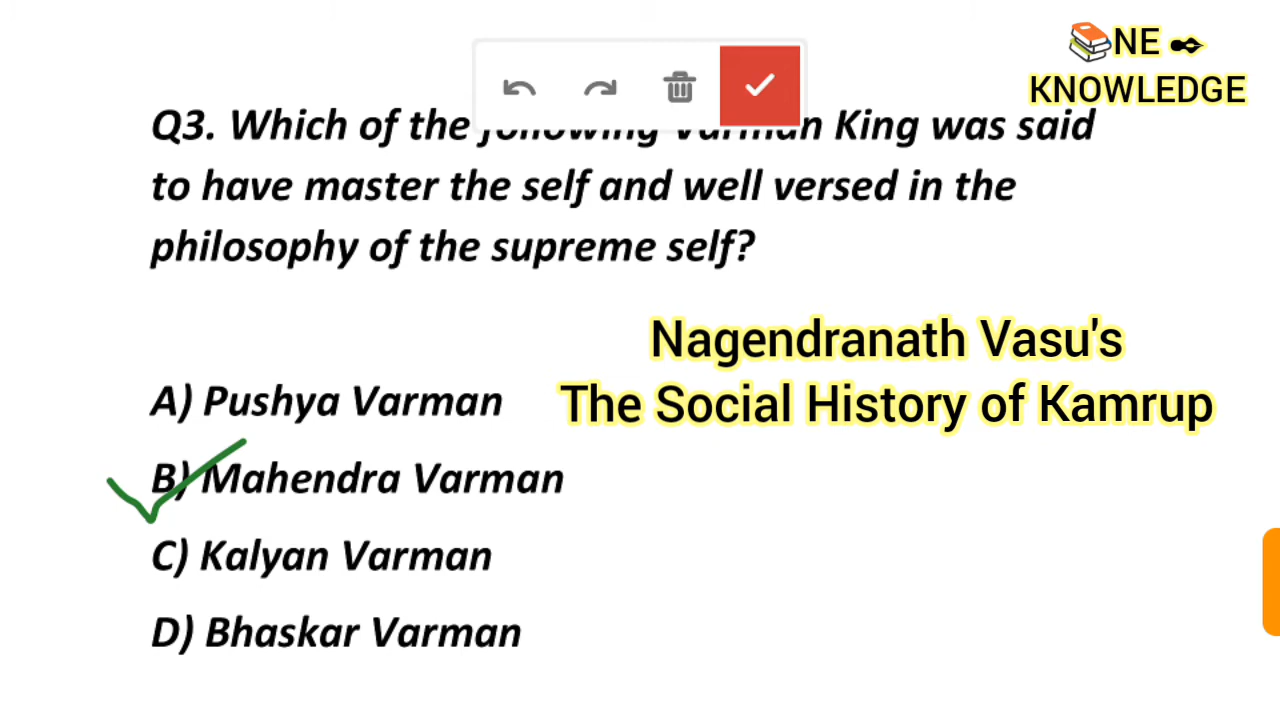 NE
KNOWLEDGE
Q3. Which of the following Varman King was said
to have master the self and well versed in the
philosophy of the supreme self?
Nagendranath Vasu's
The Social History of Kamrup
A) Pushya Varman
B) Mahendra Varman
C) Kalyan Varman
D) Bhaskar Varman